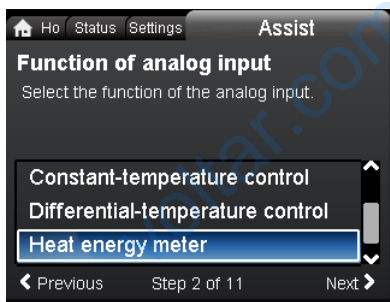 Ho Status Settings Assist
Function of analog input
Select the function of the analog input.
Constant-temperature control
Differential-temperature control
Heat energy meter
Previous Step 2 of 11 Next